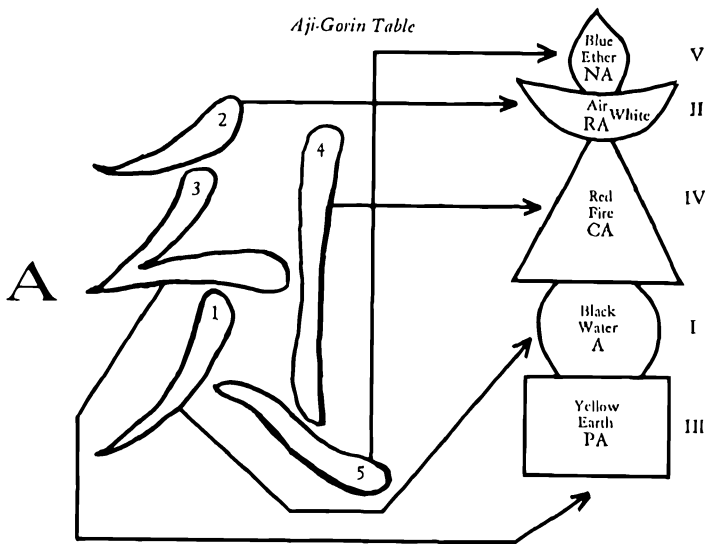 Aji-Gorin Table
A
2
3
4
1
5
Blue
Ether
NA
V
Air White
RA
II
Red
Fire
CA
IV
Black
Water
A
I
Yellow
Earth
PA
III